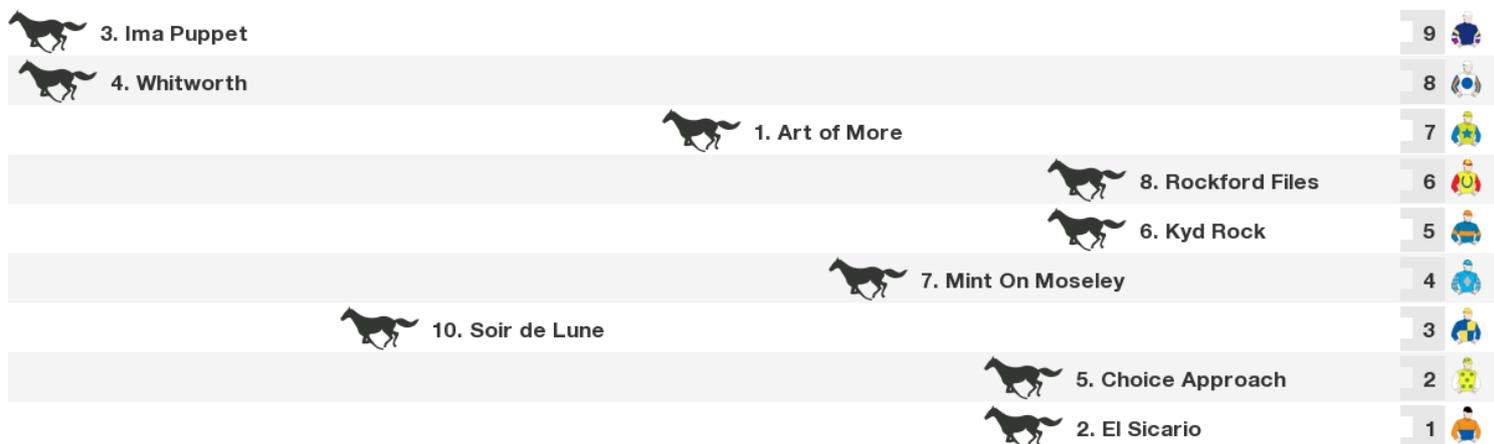 3. Ima Puppet 9
4. Whitworth 8
1. Art of More 7
8. Rockford Files 6
6. Kyd Rock 5
7. Mint On Moseley 4
10. Soir de Lune 3
5. Choice Approach 2
2. El Sicario 1